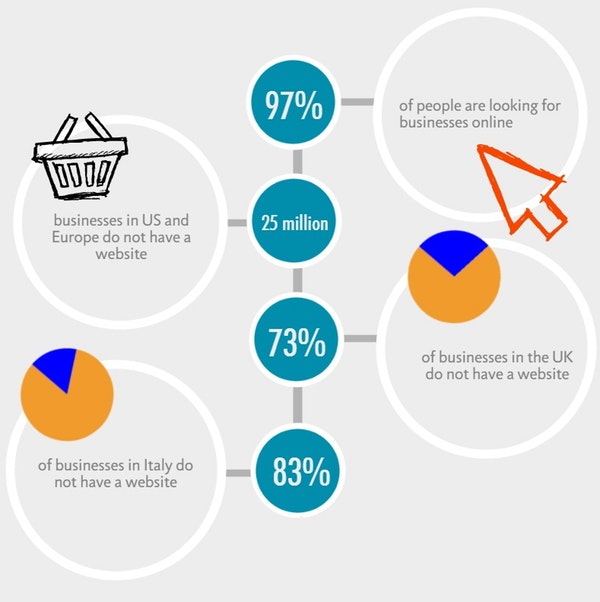 97%
of people are looking for
businesses online
25 million
businesses in US and
Europe do not have a
website
73%
of businesses in the UK
do not have a website
83%
of businesses in Italy do
not have a website